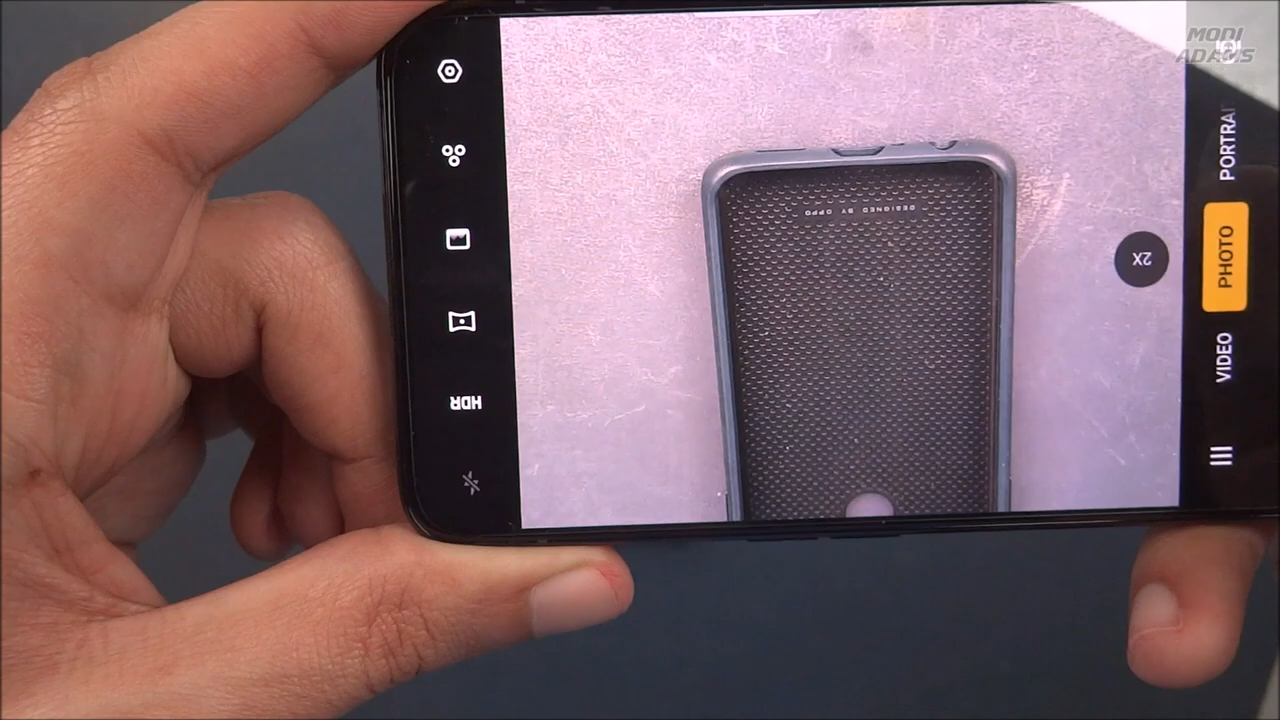 MODI
ADAMS
HDR
DESIGNED BY OPPO
2X
PORTRAI
PHOTO
VIDEO